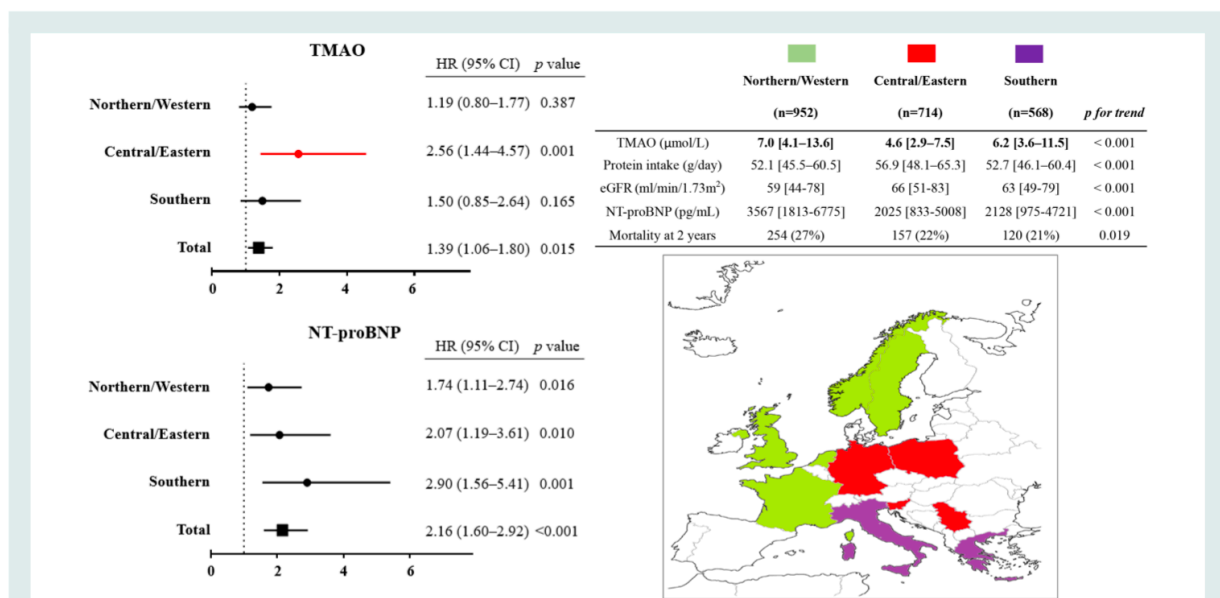 TMAO
HR (95% CI) p value
Northern/Western 1.19 (0.80–1.77) 0.387
Central/Eastern 2.56 (1.44–4.57) 0.001
Southern 1.50 (0.85–2.64) 0.165
Total 1.39 (1.06–1.80) 0.015
0 2 4 6
NT-proBNP
HR (95% CI) p value
Northern/Western 1.74 (1.11–2.74) 0.016
Central/Eastern 2.07 (1.19–3.61) 0.010
Southern 2.90 (1.56–5.41) 0.001
Total 2.16 (1.60–2.92) <0.001
0 2 4 6
Northern/Western Central/Eastern Southern
(n=952) (n=714) (n=568) p for trend
TMAO (μmol/L) 7.0 [4.1–13.6] 4.6 [2.9–7.5] 6.2 [3.6–11.5] < 0.001
Protein intake (g/day) 52.1 [45.5–60.5] 56.9 [48.1–65.3] 52.7 [46.1–60.4] < 0.001
eGFR (ml/min/1.73m²) 59 [44-78] 66 [51-83] 63 [49-79] < 0.001
NT-proBNP (pg/mL) 3567 [1813-6775] 2025 [833-5008] 2128 [975-4721] < 0.001
Mortality at 2 years 254 (27%) 157 (22%) 120 (21%) 0.019